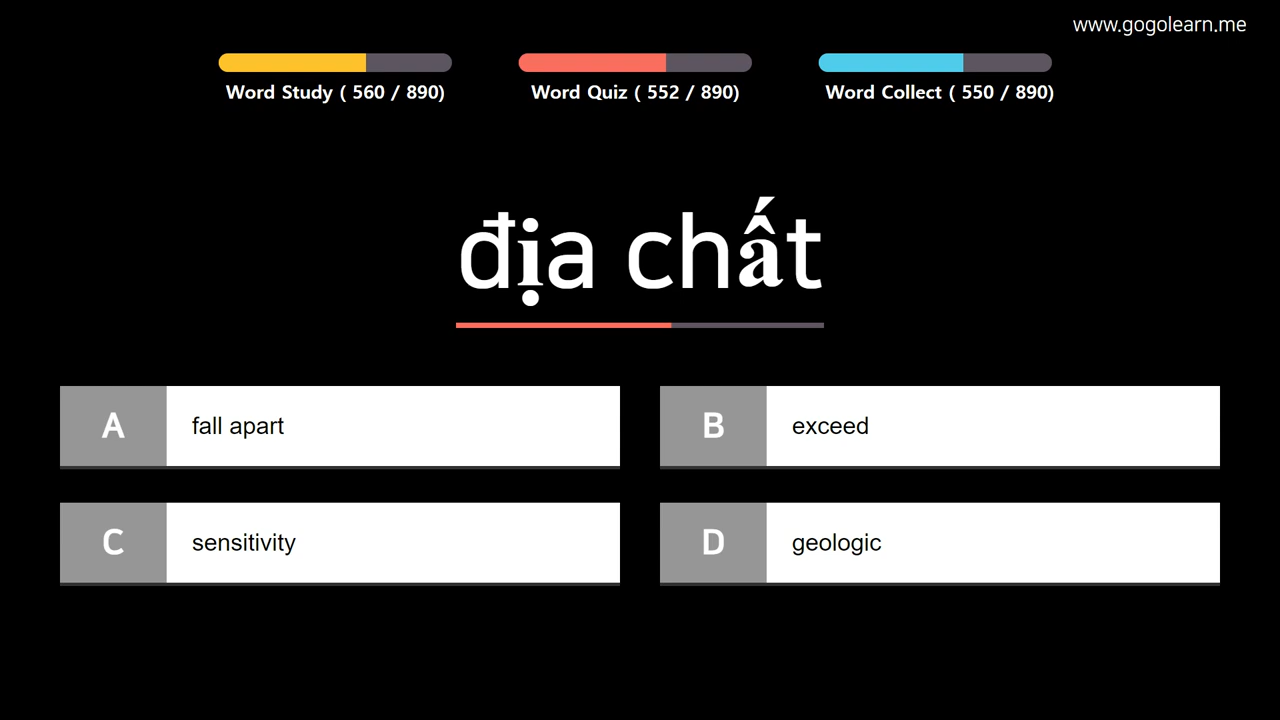 www.gogolearn.me
Word Study ( 560 / 890)
Word Quiz ( 552 / 890)
Word Collect ( 550 / 890)
địa chất
A
fall apart
B
exceed
C
sensitivity
D
geologic